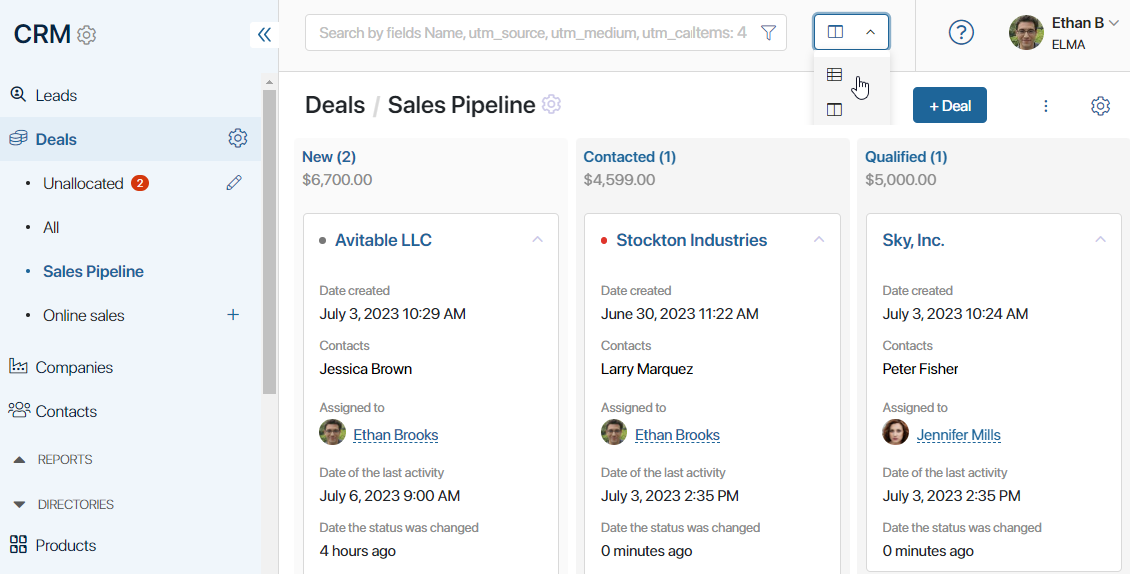 CRM
Search by fields Name, utm_source, utm_medium, utm_ca Items: 4
Ethan B
ELMA
Leads
Deals
Unallocated 2
All
Sales Pipeline
Online sales
Companies
Contacts
REPORTS
DIRECTORIES
Products
Deals / Sales Pipeline
+ Deal
New (2)
$6,700.00
Avitable LLC
Date created
July 3, 2023 10:29 AM
Contacts
Jessica Brown
Assigned to
Ethan Brooks
Date of the last activity
July 6, 2023 9:00 AM
Date the status was changed
4 hours ago
Contacted (1)
$4,599.00
Stockton Industries
Date created
June 30, 2023 11:22 AM
Contacts
Larry Marquez
Assigned to
Ethan Brooks
Date of the last activity
July 3, 2023 2:35 PM
Date the status was changed
0 minutes ago
Qualified (1)
$5,000.00
Sky, Inc.
Date created
July 3, 2023 10:24 AM
Contacts
Peter Fisher
Assigned to
Jennifer Mills
Date of the last activity
July 3, 2023 2:35 PM
Date the status was changed
0 minutes ago